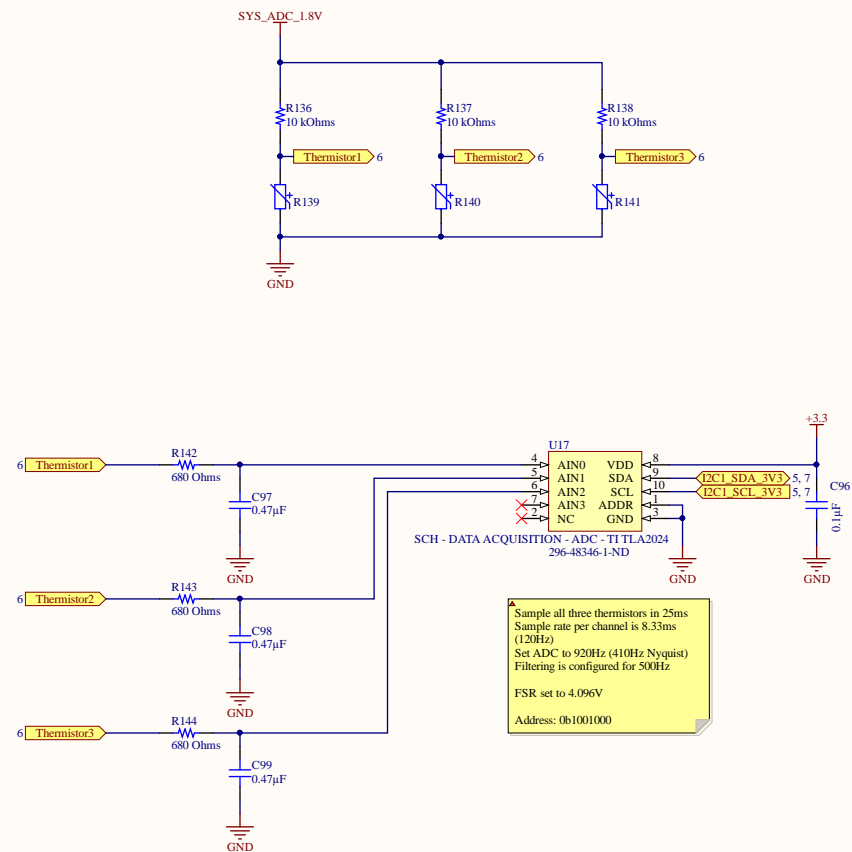 SYS_ADC_1.8V
R136
10 kOhms
R137
10 kOhms
R138
10 kOhms
Thermistor1 6
Thermistor2 6
Thermistor3 6
R139
R140
R141
GND
+3.3
6 Thermistor1
R142
680 Ohms
C97
0.47µF
GND
6 Thermistor2
R143
680 Ohms
C98
0.47µF
GND
6 Thermistor3
R144
680 Ohms
C99
0.47µF
GND
U17
4 AIN0 VDD 8
5 AIN1 SDA 9
6 AIN2 SCL 10
7 AIN3 ADDR 1
2 NC GND 3
I2C1_SDA_3V3 5, 7
I2C1_SCL_3V3 5, 7
C96
0.1µF
SCH - DATA ACQUISITION - ADC - TI TLA2024
296-48346-1-ND
GND
GND
Sample all three thermistors in 25ms
Sample rate per channel is 8.33ms
(120Hz)
Set ADC to 920Hz (410Hz Nyquist)
Filtering is configured for 500Hz
FSR set to 4.096V
Address: 0b1001000